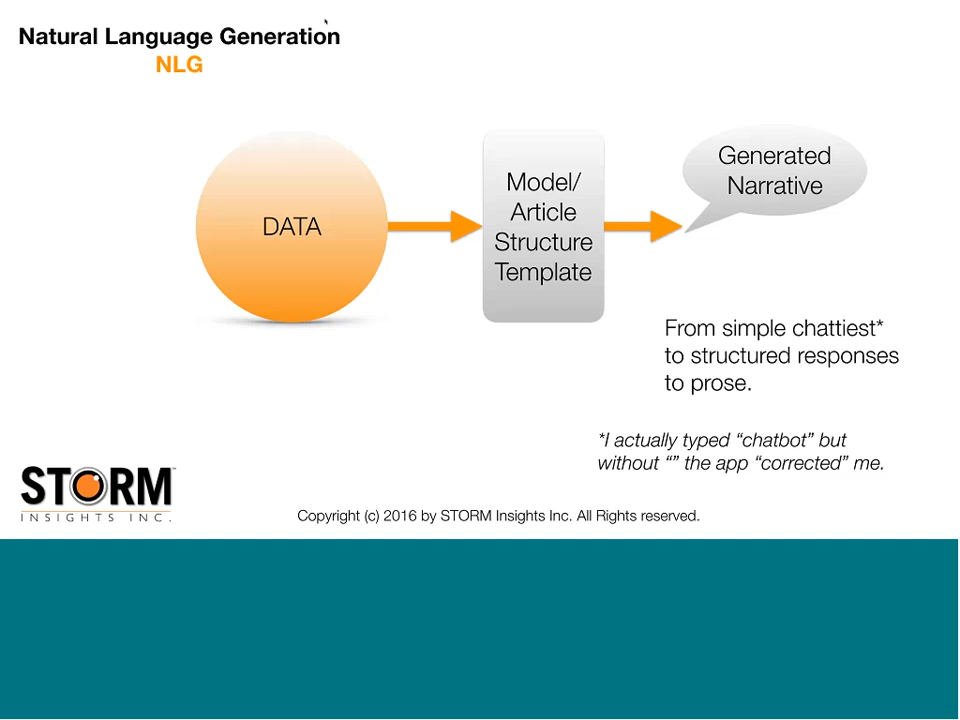 Natural Language Generation
NLG
DATA
Model/
Article
Structure
Template
Generated
Narrative
From simple chattiest*
to structured responses
to prose.
*I actually typed “chatbot” but
without “” the app “corrected” me.
STORM™
INSIGHTS INC.
Copyright (c) 2016 by STORM Insights Inc. All Rights reserved.